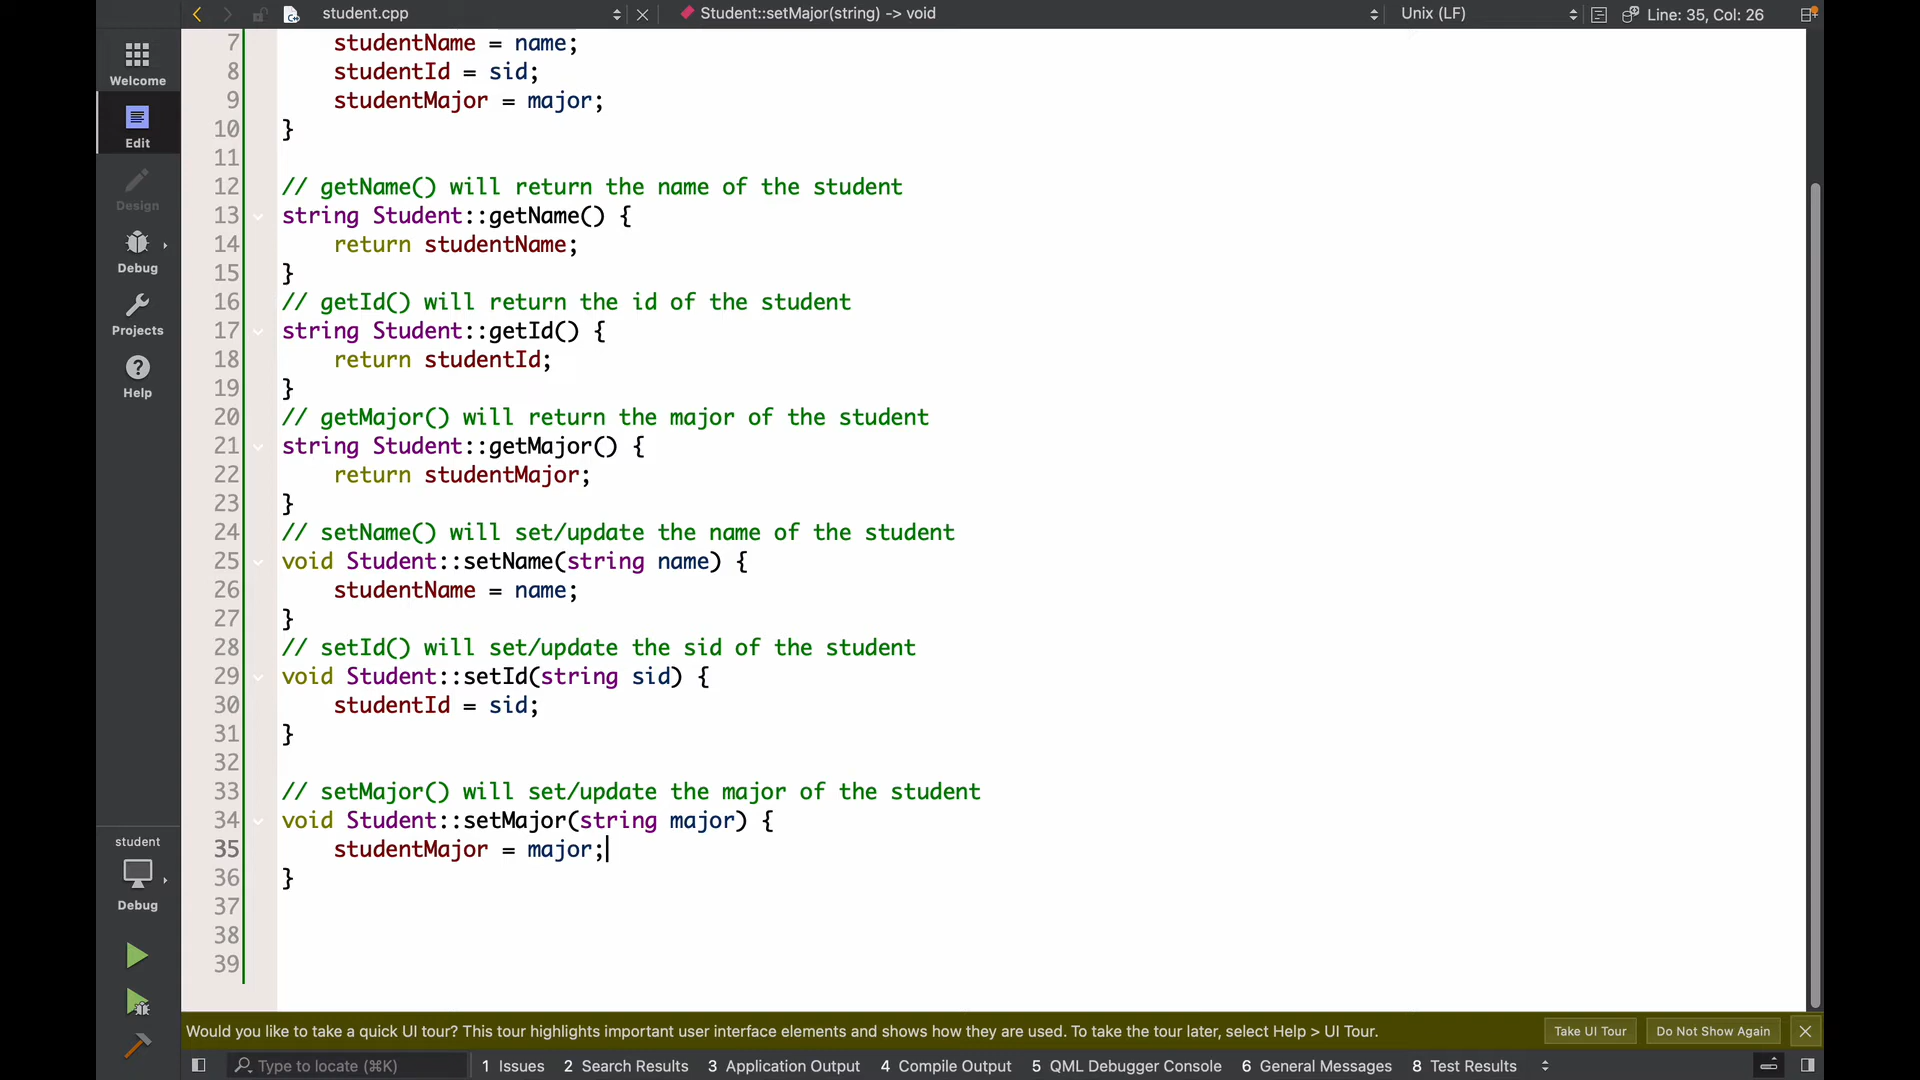 student.cpp
Student::setMajor(string) -> void
Unix (LF)
Line: 35, Col: 26
Welcome
Edit
Design
Debug
Projects
Help
student
Debug
7 studentName = name;
8 studentId = sid;
9 studentMajor = major;
10 }
11
12 // getName() will return the name of the student
13 string Student::getName() {
14 return studentName;
15 }
16 // getId() will return the id of the student
17 string Student::getId() {
18 return studentId;
19 }
20 // getMajor() will return the major of the student
21 string Student::getMajor() {
22 return studentMajor;
23 }
24 // setName() will set/update the name of the student
25 void Student::setName(string name) {
26 studentName = name;
27 }
28 // setId() will set/update the sid of the student
29 void Student::setId(string sid) {
30 studentId = sid;
31 }
32
33 // setMajor() will set/update the major of the student
34 void Student::setMajor(string major) {
35 studentMajor = major;
36 }
37
38
39
Would you like to take a quick UI tour? This tour highlights important user interface elements and shows how they are used. To take the tour later, select Help > UI Tour.
Take UI Tour
Do Not Show Again
Type to locate (⌘K)
1 Issues
2 Search Results
3 Application Output
4 Compile Output
5 QML Debugger Console
6 General Messages
8 Test Results